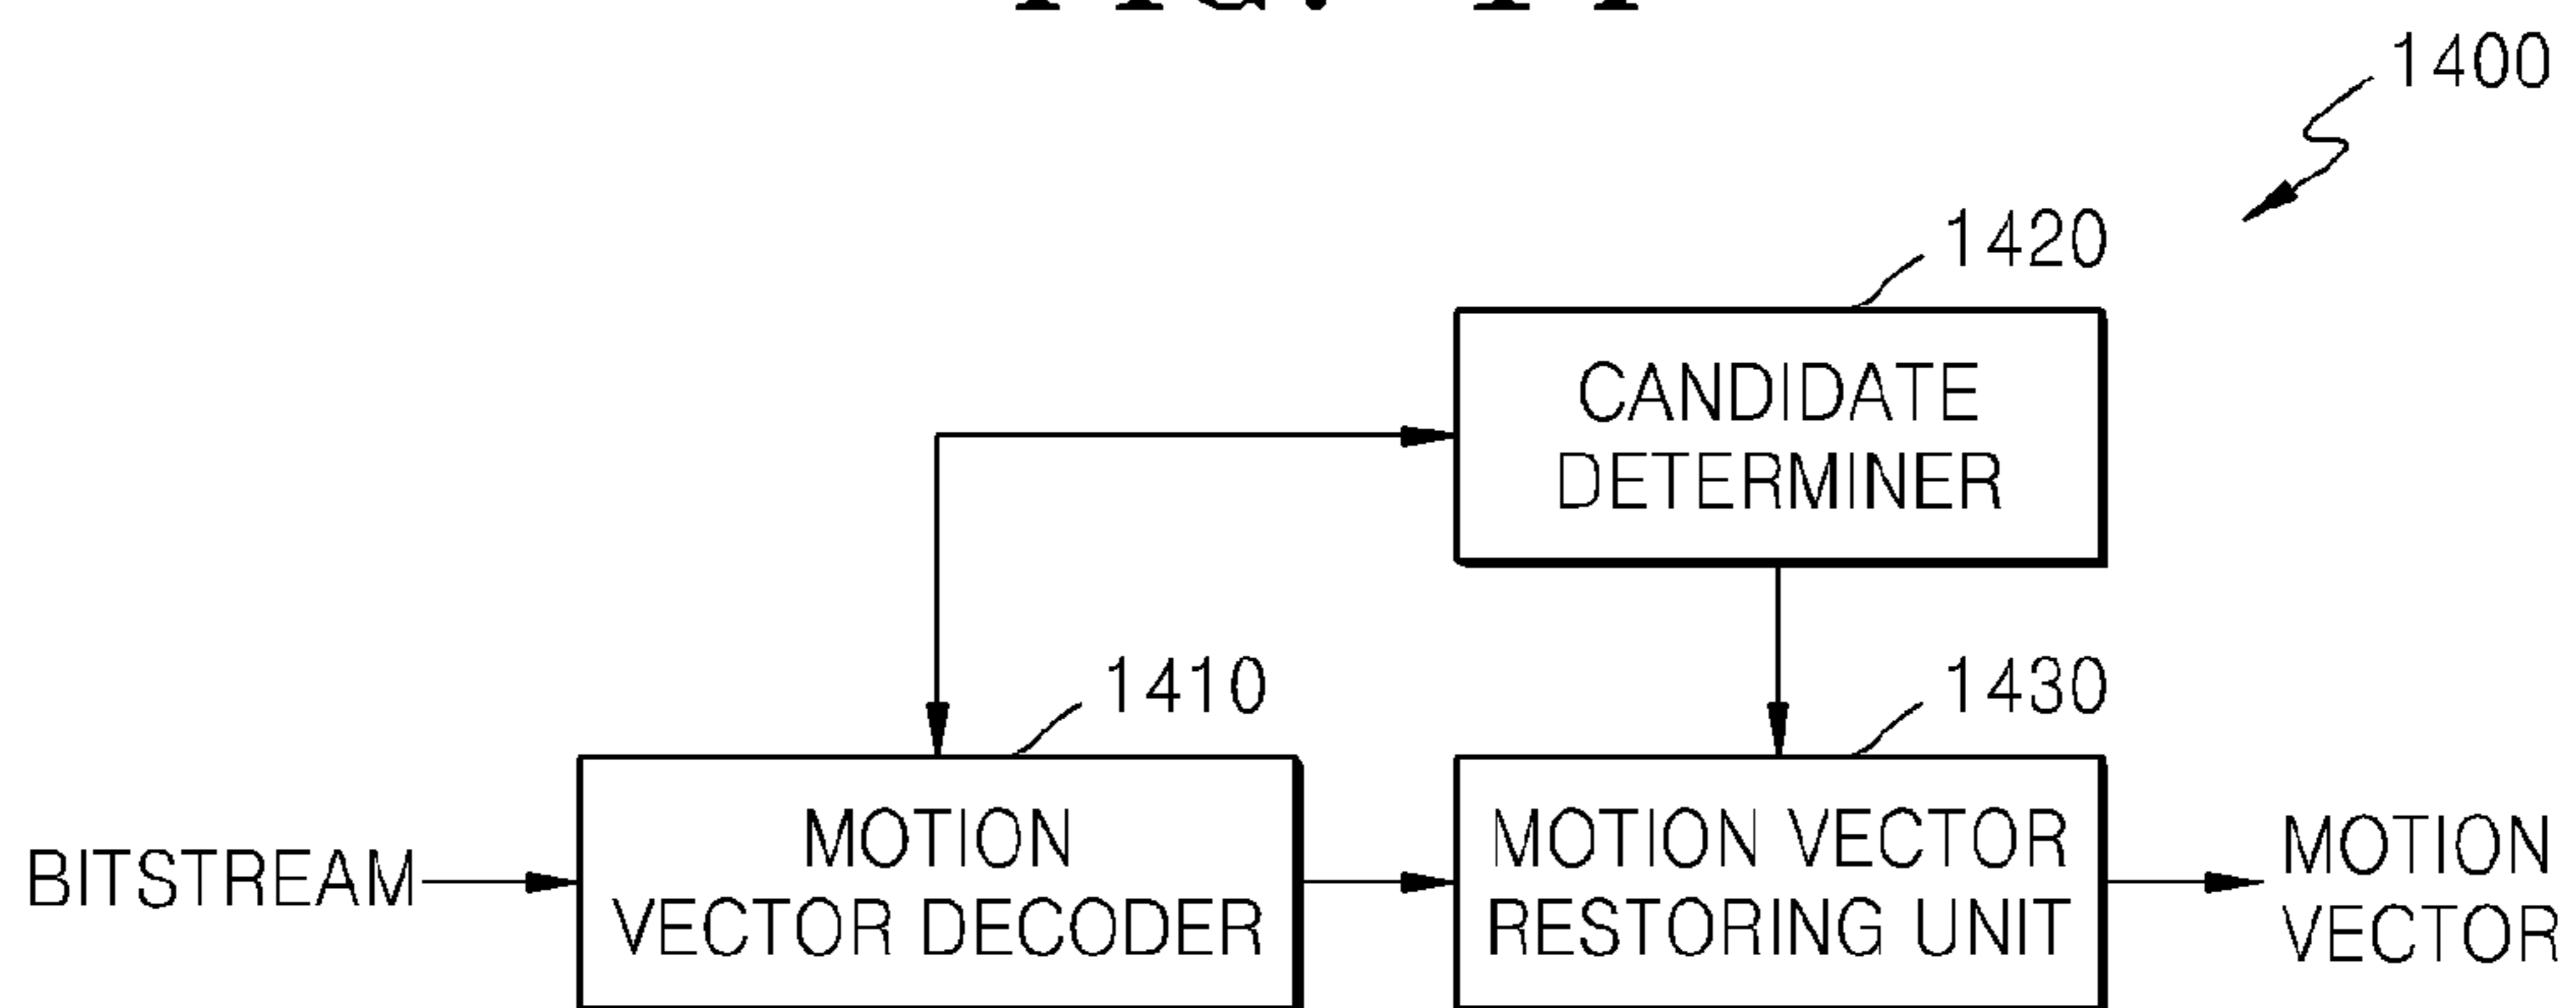 1400
1420
CANDIDATE
DETERMINER
1410
1430
BITSTREAM
MOTION
VECTOR DECODER
MOTION VECTOR
RESTORING UNIT
MOTION
VECTOR